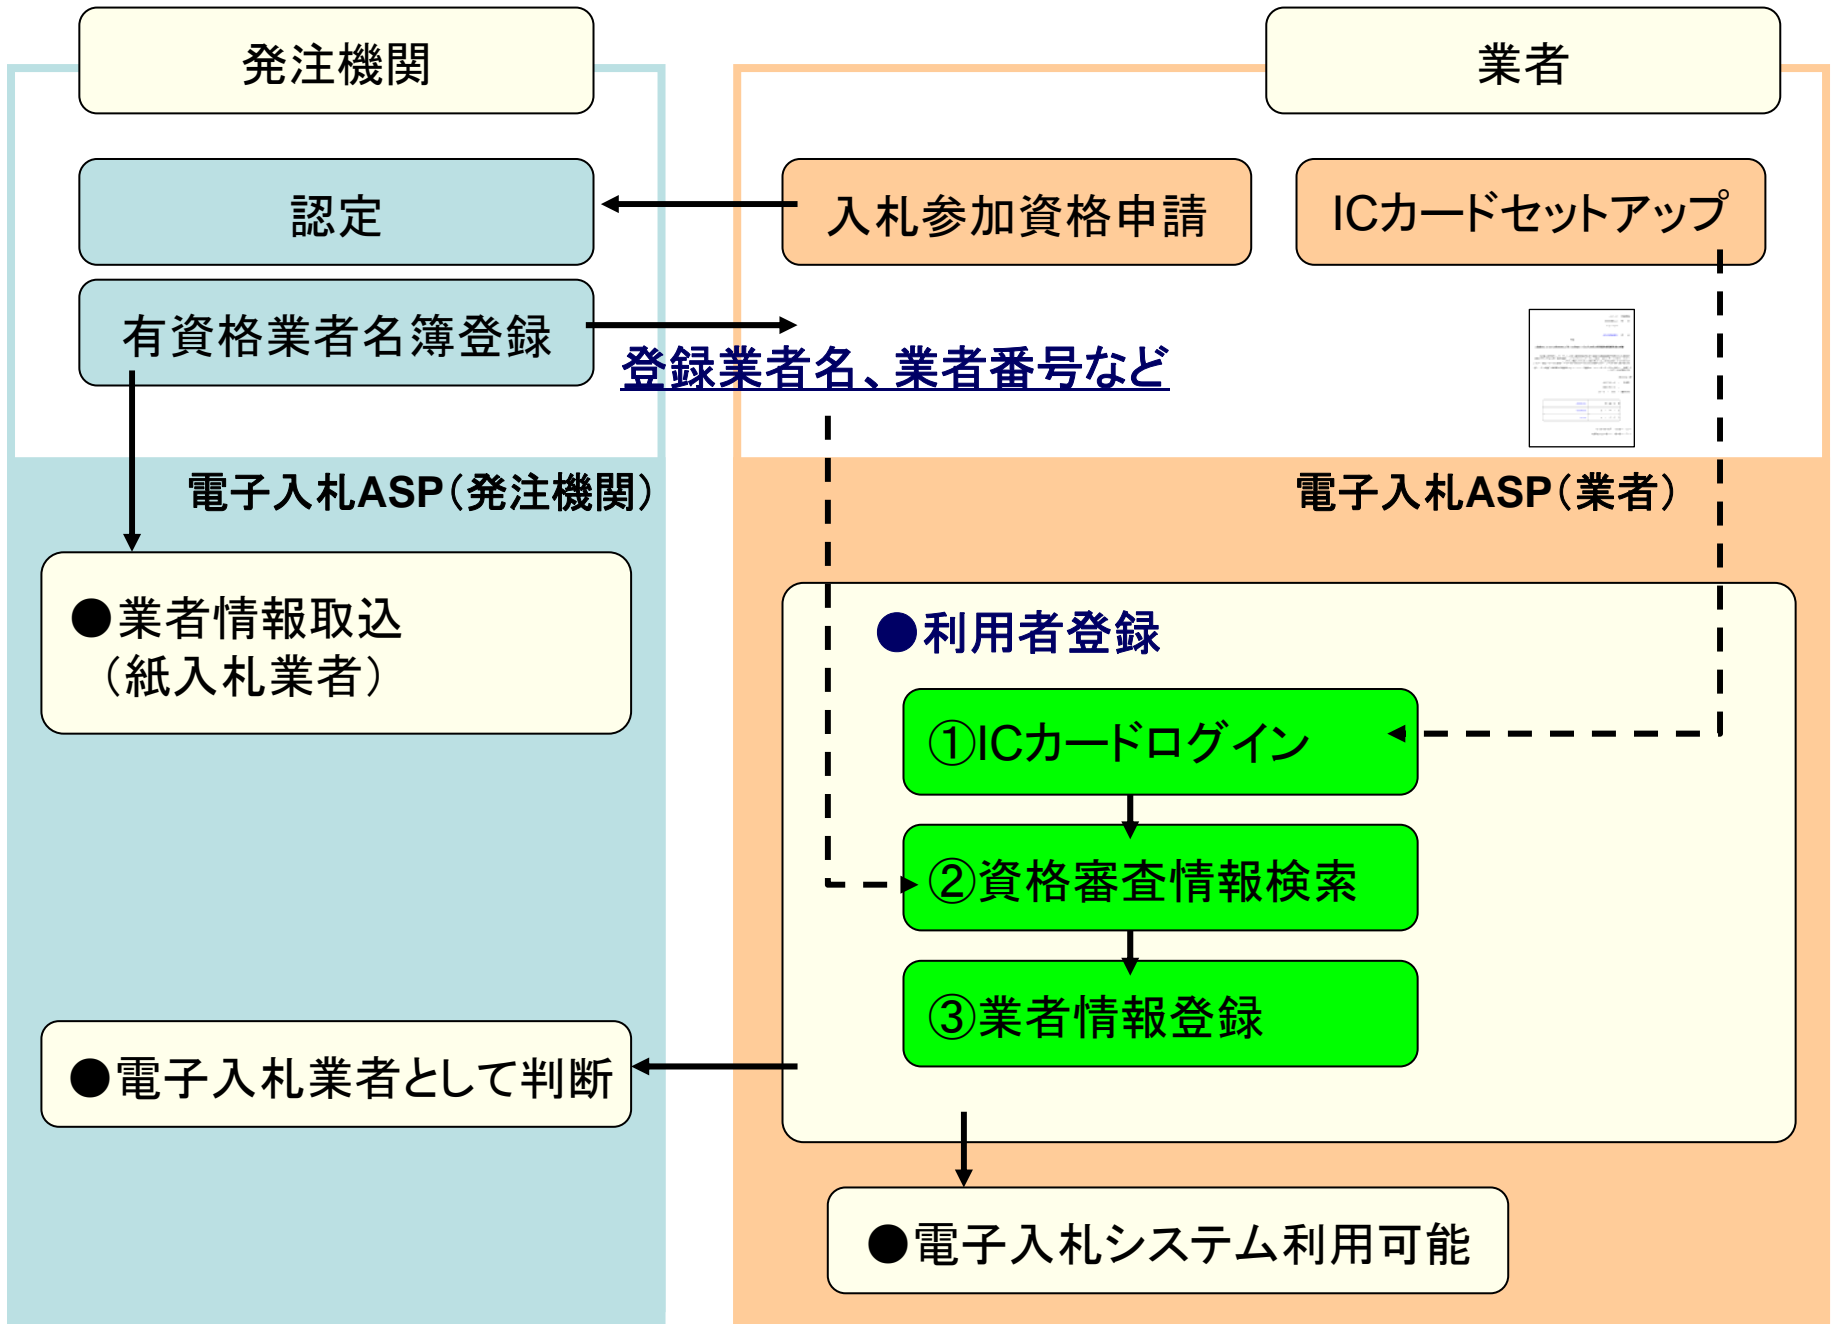 発注機関
業者
認定
入札参加資格申請
ICカードセットアップ
有資格業者名簿登録
登録業者名、業者番号など
電子入札ASP（発注機関）
電子入札ASP（業者）
●業者情報取込
（紙入札業者）
●利用者登録
①ICカードログイン
②資格審査情報検索
③業者情報登録
●電子入札業者として判断
●電子入札システム利用可能